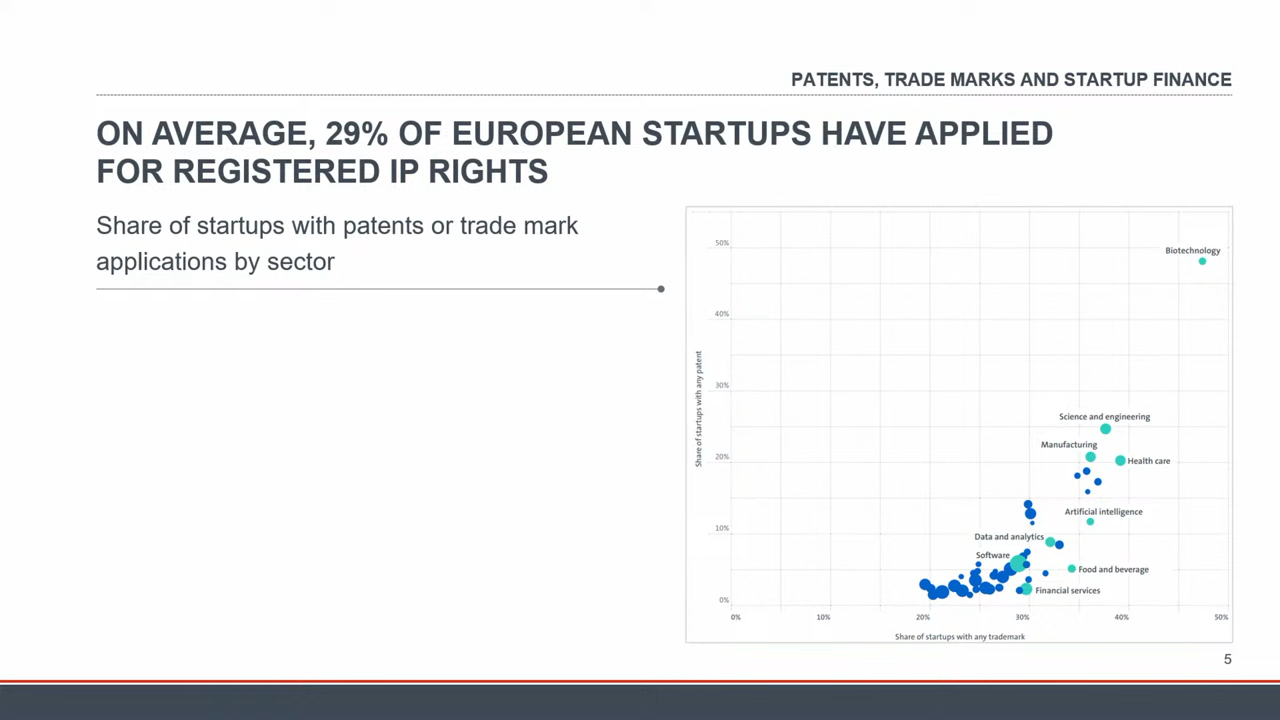 PATENTS, TRADE MARKS AND STARTUP FINANCE
ON AVERAGE, 29% OF EUROPEAN STARTUPS HAVE APPLIED
FOR REGISTERED IP RIGHTS
Share of startups with patents or trade mark
applications by sector
50%
Biotechnology
40%
Share of startups with any patent
30%
Science and engineering
Manufacturing
20%
Health care
Artificial intelligence
10%
Data and analytics
Software
Food and beverage
Financial services
0%
0% 10% 20% 30% 40% 50%
Share of startups with any trademark
5